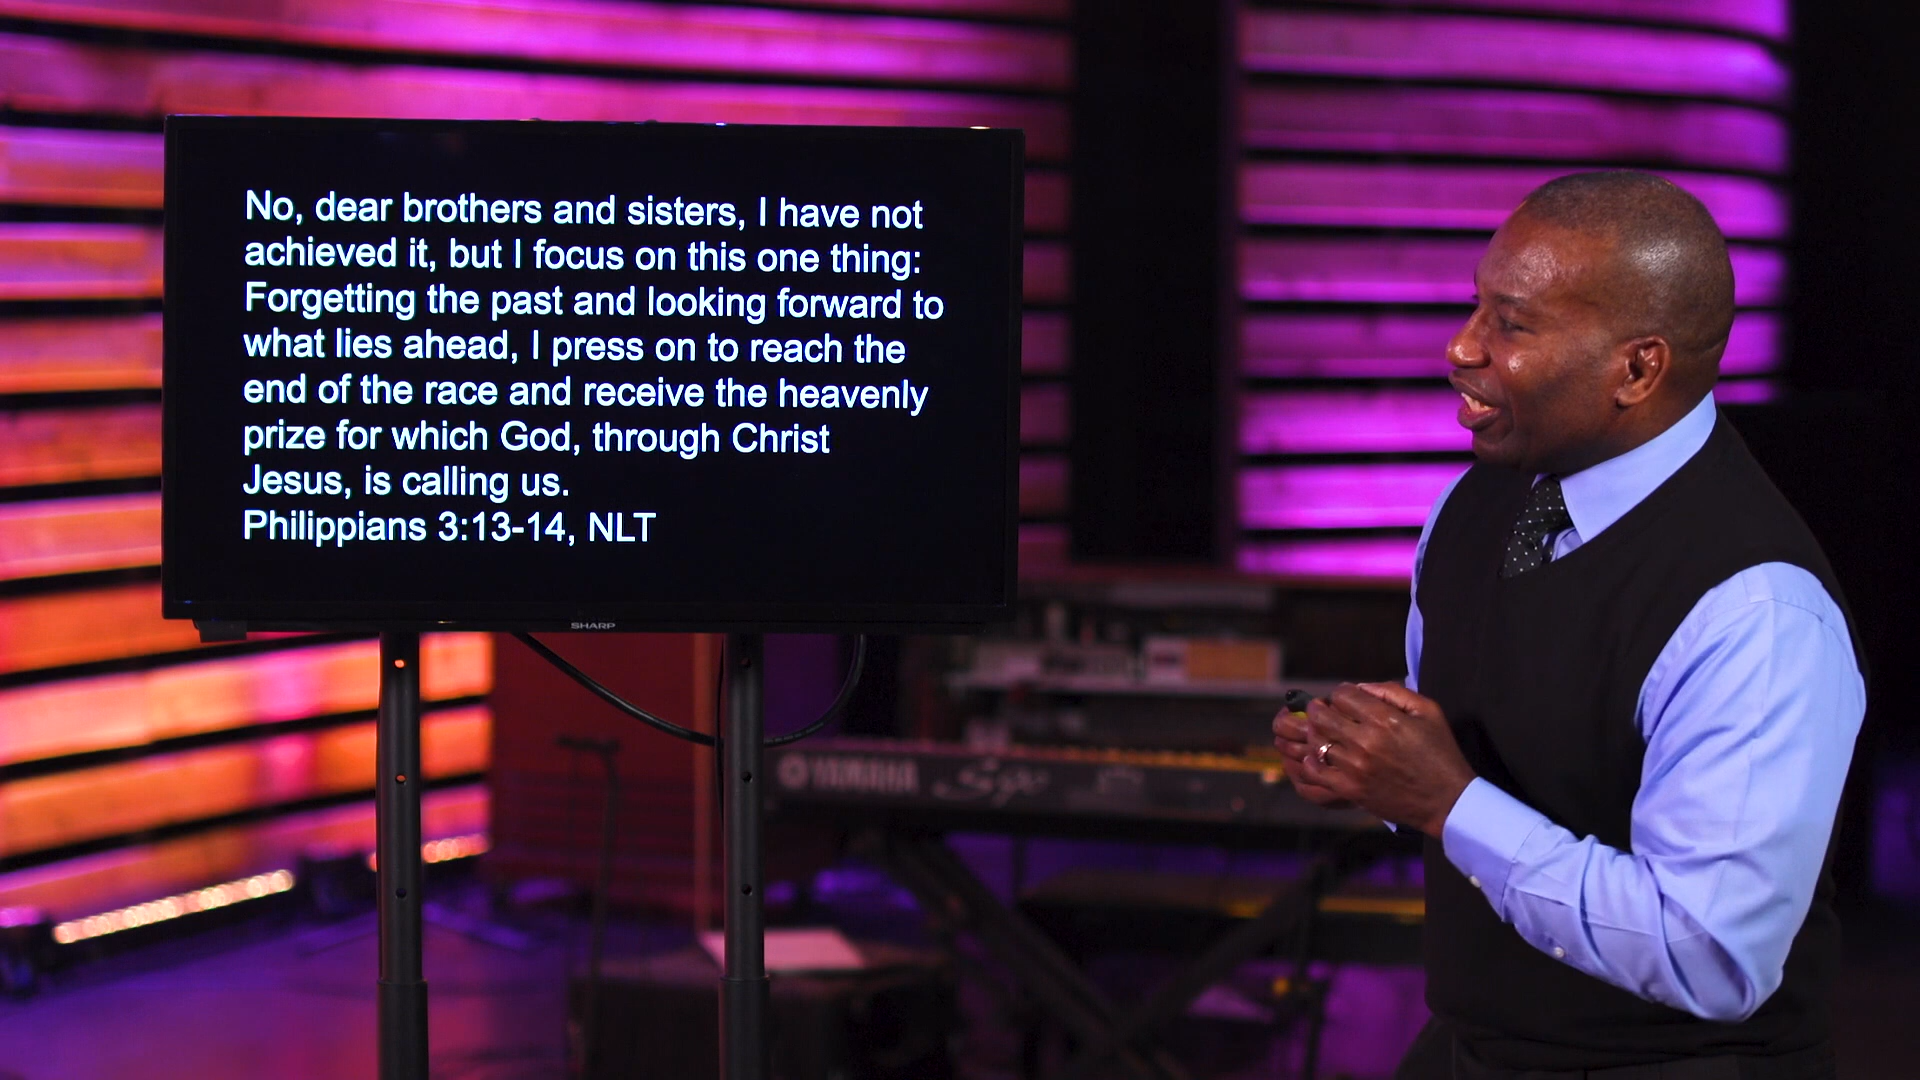 No, dear brothers and sisters, I have not
achieved it, but I focus on this one thing:
Forgetting the past and looking forward to
what lies ahead, I press on to reach the
end of the race and receive the heavenly
prize for which God, through Christ
Jesus, is calling us.
Philippians 3:13-14, NLT
SHARP
YAMAHA S90